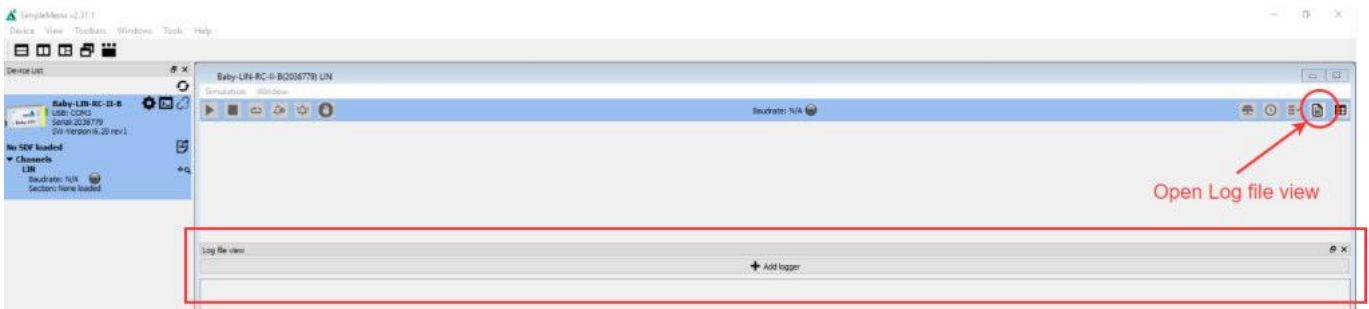 SimpleMenu v2.31.1
Device View Toolbars Windows Tools Help
Device List
Baby-LIN-RC-II-B
USB: COM3
Serial: 2036779
SW-Version: 6.20 rev 1
No SDF loaded
Channels
LIN
Baudrate: N/A
Section: None loaded
Baby-LIN-RC-II-B(2036779) LIN
Simulation Window
Baudrate: N/A
Open Log file view
Log file view
Add logger